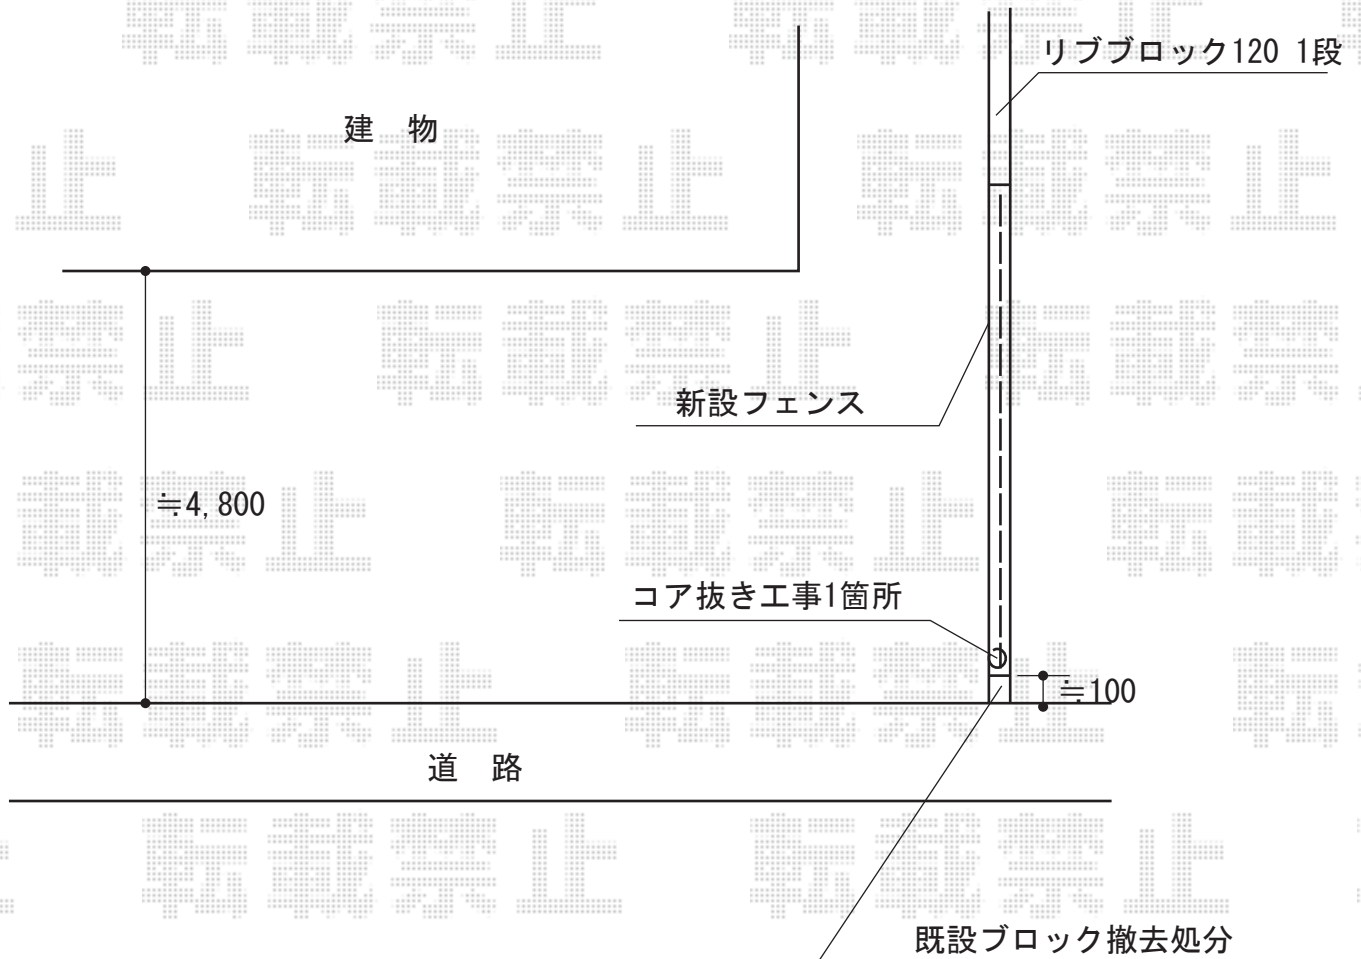 リブブロック120 1段
建 物
新設フェンス
≒4,800
コア抜き工事1箇所
≒100
道 路
既設ブロック撤去処分
転載禁止